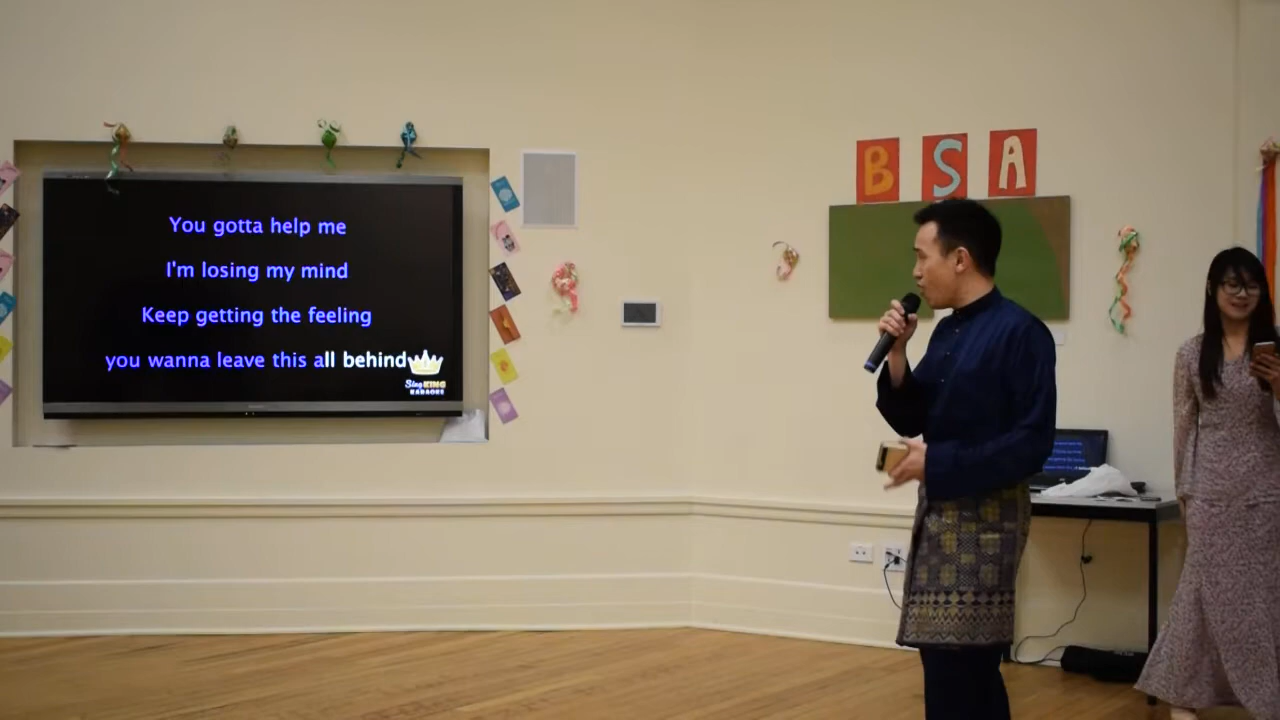 You gotta help me
I'm losing my mind
Keep getting the feeling
you wanna leave this all behind
Sing KING
KARAOKE
B S A